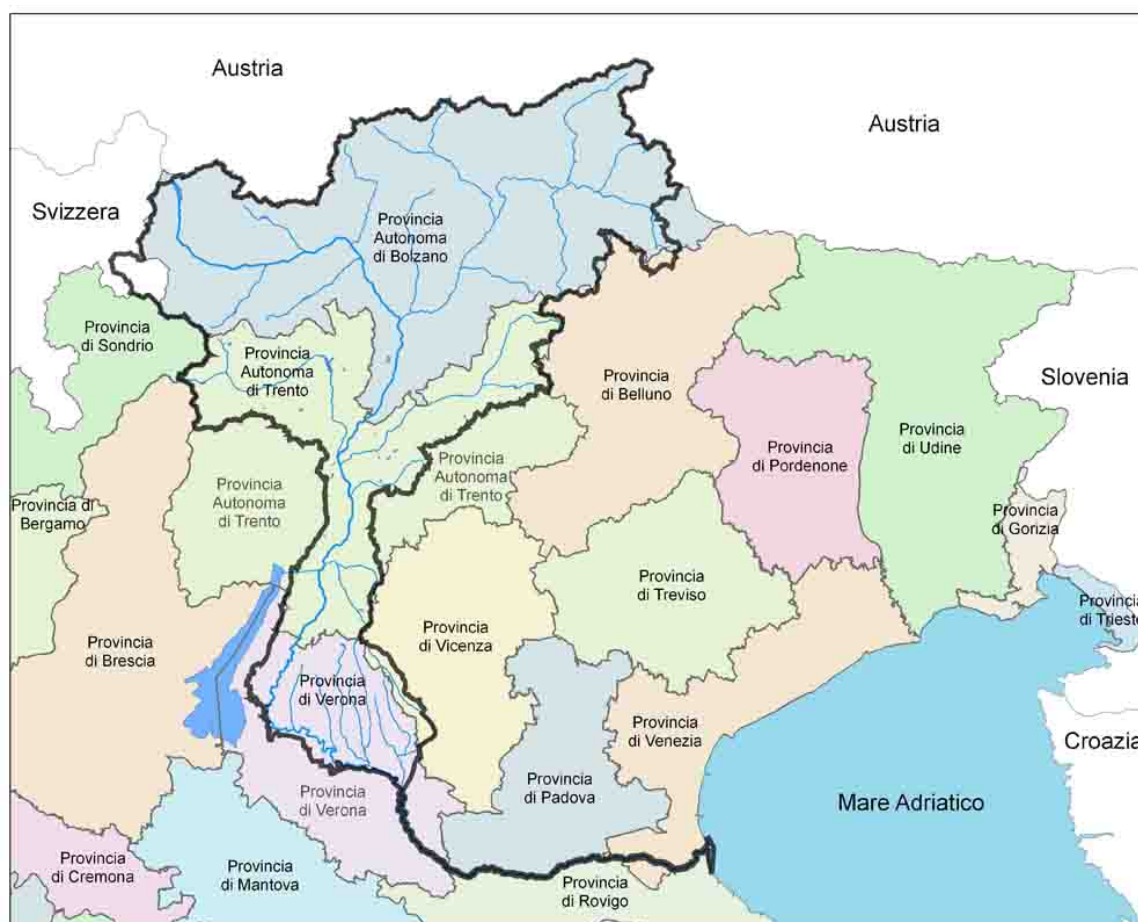 Austria
Austria
Svizzera
Provincia
Autonoma
di Bolzano
Provincia
di Sondrio
Provincia
Autonoma
di Trento
Provincia
di Belluno
Slovenia
Provincia
di Pordenone
Provincia
di Udine
Provincia
Autonoma
di Trento
Provincia
Autonoma
di Trento
Provincia di
Bergamo
Provincia
di Gorizia
Provincia
di Treviso
Provincia
di Trieste
Provincia
di Brescia
Provincia
di Vicenza
Provincia
di Verona
Provincia
di Venezia
Croazia
Provincia
di Padova
Provincia
di Verona
Mare Adriatico
Provincia
di Cremona
Provincia
di Mantova
Provincia
di Rovigo